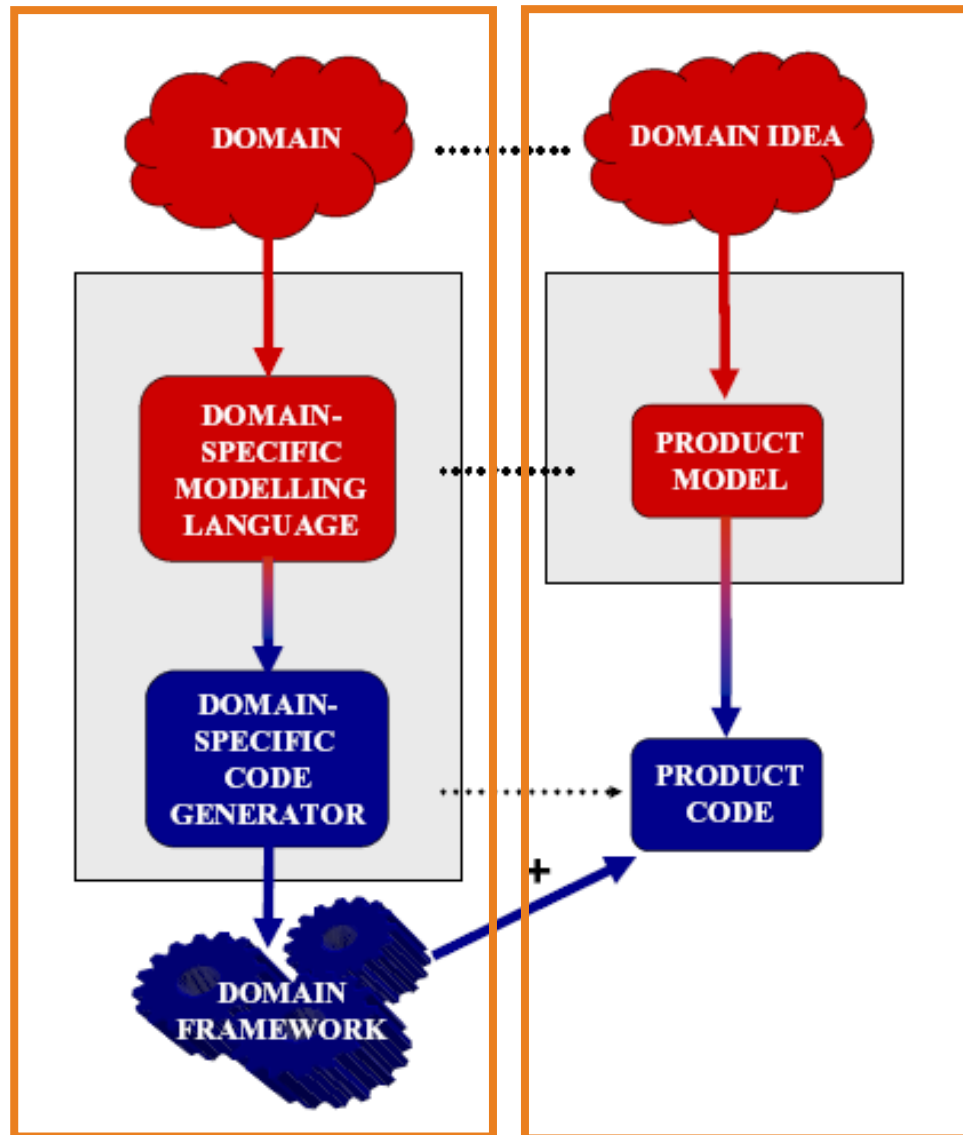 DOMAIN
DOMAIN IDEA
DOMAIN-
SPECIFIC
MODELLING
LANGUAGE
PRODUCT
MODEL
DOMAIN-
SPECIFIC
CODE
GENERATOR
PRODUCT
CODE
+
DOMAIN
FRAMEWORK